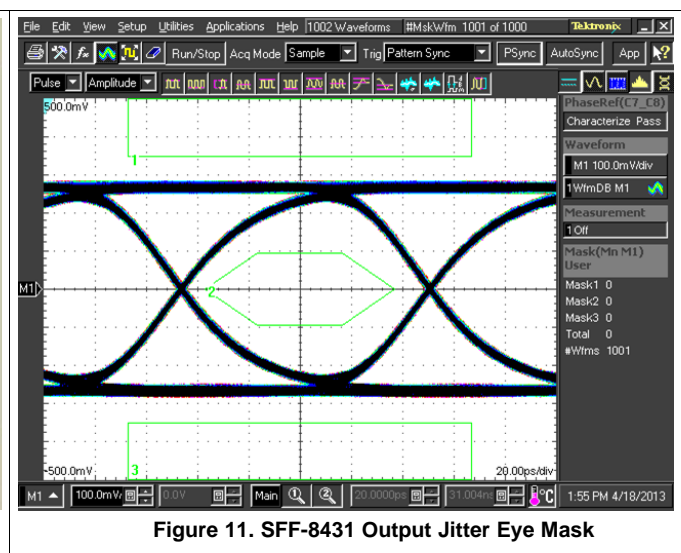 File Edit View Setup Utilities Applications Help 1002 Waveforms #MskWfm 1001 of 1000 Tektronix
Run/Stop Acq Mode Sample Trig Pattern Sync PSync AutoSync App
Pulse Amplitude
500.0mV
PhaseRef(C7_C8)
Characterize Pass
Waveform
M1 100.0mV/div
1 WfmDB M1
Measurement
1 Off
Mask(Mn M1)
User
Mask1 0
Mask2 0
Mask3 0
Total 0
#Wfms 1001
1
M1
2
3
-500.0mV
20.00ps/div
M1 100.0mV/ 0.0V Main 1 2 20.0000ps 31.004ns °C 1:55 PM 4/18/2013
Figure 11. SFF-8431 Output Jitter Eye Mask